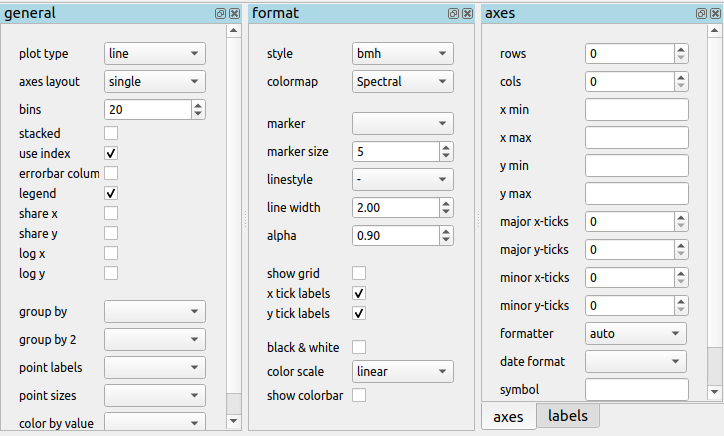 general
plot type line
axes layout single
bins 20
stacked
use index
errorbar colum
legend
share x
share y
log x
log y
group by
group by 2
point labels
point sizes
color by value
format
style bmh
colormap Spectral
marker
marker size 5
linestyle -
line width 2.00
alpha 0.90
show grid
x tick labels
y tick labels
black & white
color scale linear
show colorbar
axes
rows 0
cols 0
x min
x max
y min
y max
major x-ticks 0
major y-ticks 0
minor x-ticks 0
minor y-ticks 0
formatter auto
date format
symbol
axes labels